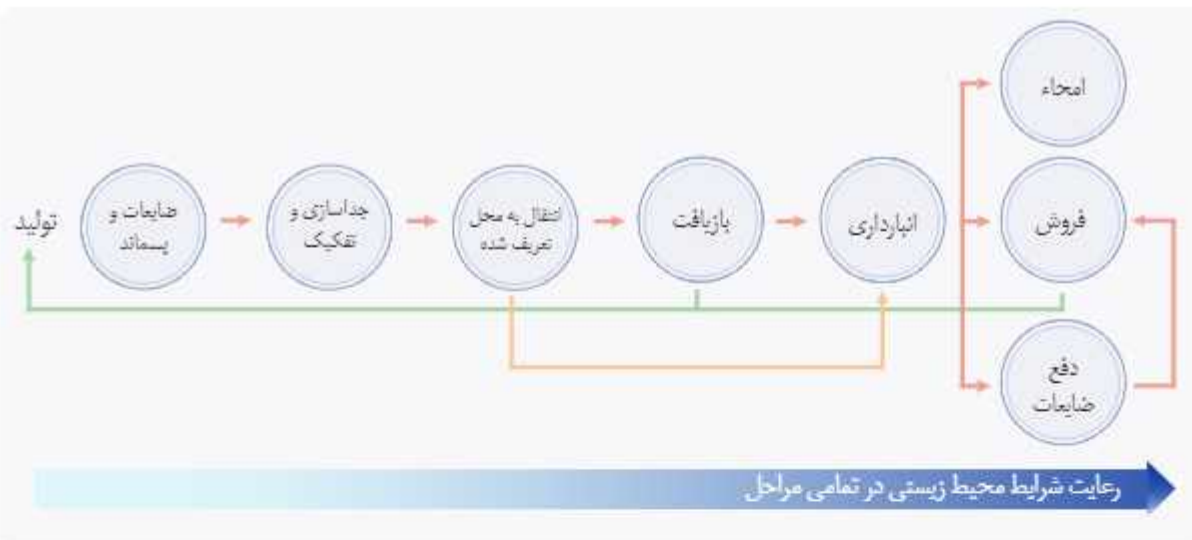 تولید
ضایعات و
پسماند
جداسازی و
تفکیک
انتقال به محل
تعریف شده
بازیافت
انبارداری
امحاء
فروش
دفع
ضایعات
رعایت شرایط محیط زیستی در تمامی مراحل